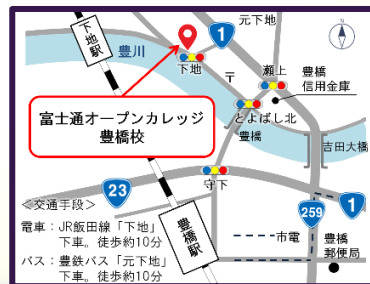 元下地
1
N
下地駅
豊川
下地
〒
瀬上
豊橋
信用金庫
とよばし北
富士通オープンカレッジ
豊橋校
豊橋
吉田大橋
守下
23
<交通手段>
電車：JR飯田線「下地」
下車。徒歩約10分
バス：豊鉄バス「元下地」
下車。徒歩約10分
豊橋駅
259
1
市電
豊橋
郵便局